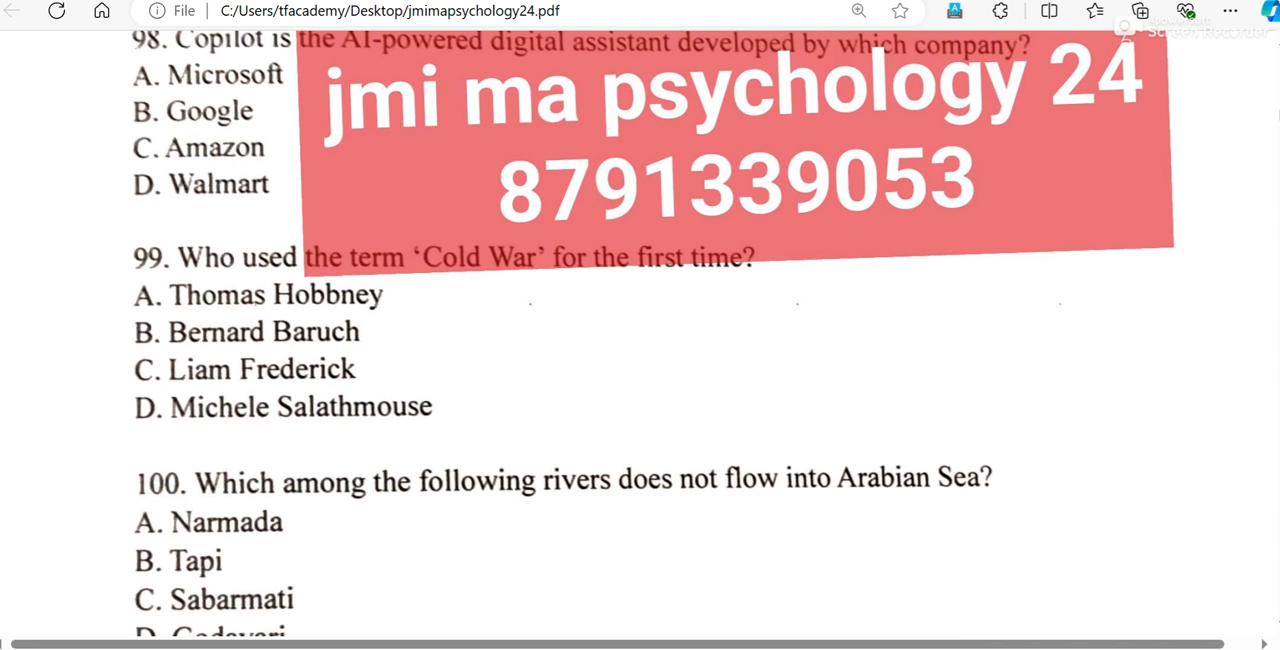 File
C:/Users/tfacademy/Desktop/jmimapsychology24.pdf
Screen Recorder
98. Copilot is the AI-powered digital assistant developed by which company?
A. Microsoft
B. Google
C. Amazon
D. Walmart
jmi ma psychology 24
8791339053
99. Who used the term ‘Cold War’ for the first time?
A. Thomas Hobbney
B. Bernard Baruch
C. Liam Frederick
D. Michele Salathmouse
100. Which among the following rivers does not flow into Arabian Sea?
A. Narmada
B. Tapi
C. Sabarmati
D. Godavari